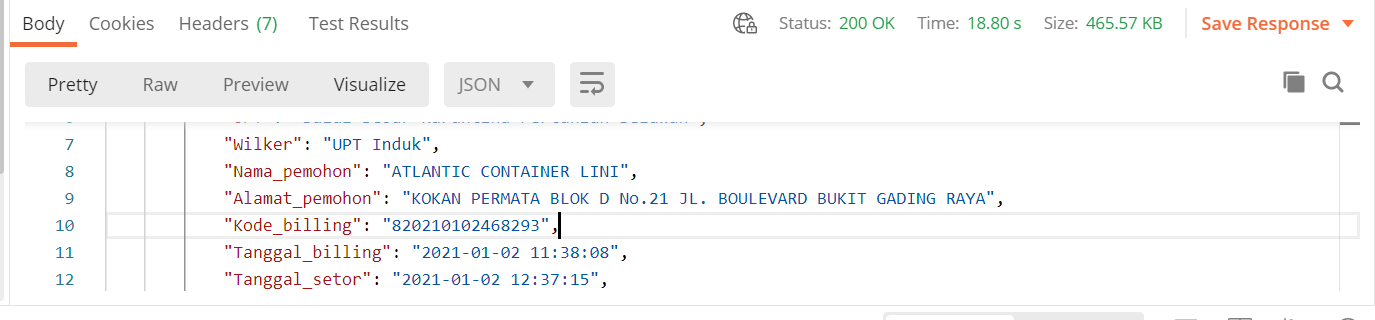 Body Cookies Headers (7) Test Results Status: 200 OK Time: 18.80 s Size: 465.57 KB Save Response
Pretty Raw Preview Visualize JSON
7 "Wilker": "UPT Induk",
8 "Nama_pemohon": "ATLANTIC CONTAINER LINI",
9 "Alamat_pemohon": "KOKAN PERMATA BLOK D No.21 JL. BOULEVARD BUKIT GADING RAYA",
10 "Kode_billing": "820210102468293",
11 "Tanggal_billing": "2021-01-02 11:38:08",
12 "Tanggal_setor": "2021-01-02 12:37:15",